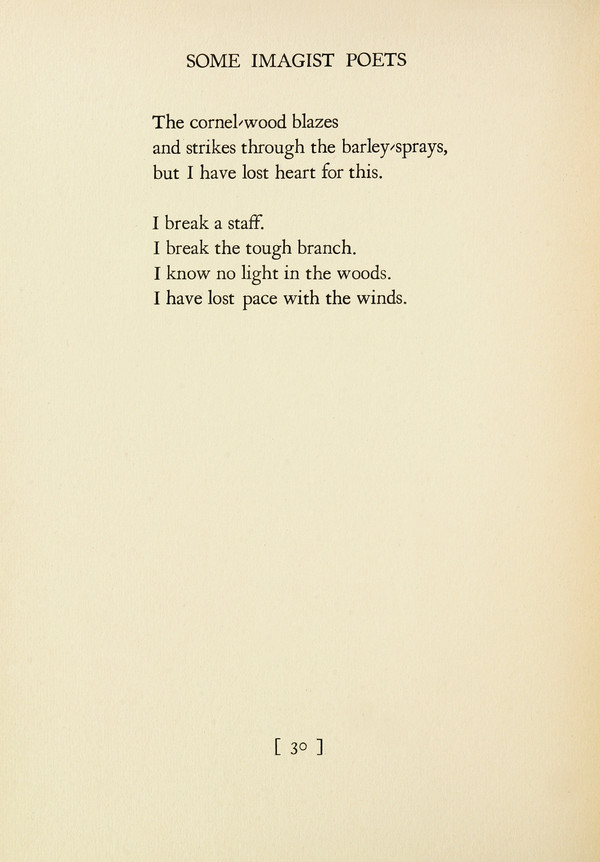 SOME IMAGIST POETS
The cornel-wood blazes
and strikes through the barley-sprays,
but I have lost heart for this.
I break a staff.
I break the tough branch.
I know no light in the woods.
I have lost pace with the winds.
[ 30 ]